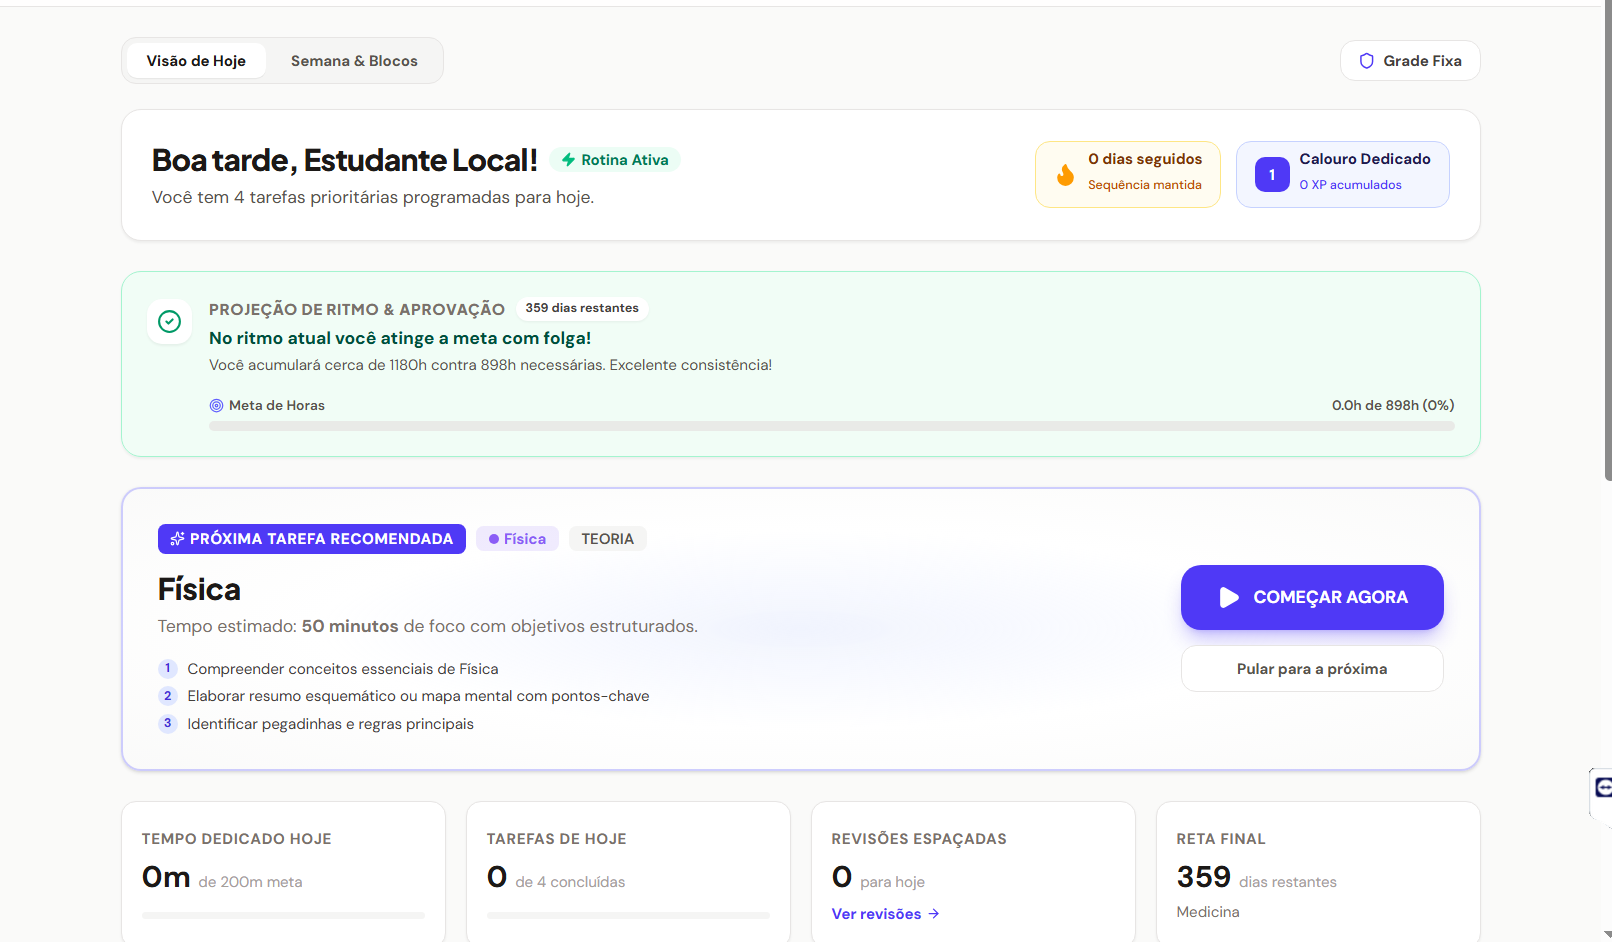 Visão de Hoje
Semana & Blocos
Grade Fixa
Boa tarde, Estudante Local!
Rotina Ativa
Você tem 4 tarefas prioritárias programadas para hoje.
0 dias seguidos
Sequência mantida
1
Calouro Dedicado
0 XP acumulados
PROJEÇÃO DE RITMO & APROVAÇÃO
359 dias restantes
No ritmo atual você atinge a meta com folga!
Você acumulará cerca de 1180h contra 898h necessárias. Excelente consistência!
Meta de Horas
0.0h de 898h (0%)
PRÓXIMA TAREFA RECOMENDADA
Física
TEORIA
Física
Tempo estimado: 50 minutos de foco com objetivos estruturados.
1 Compreender conceitos essenciais de Física
2 Elaborar resumo esquemático ou mapa mental com pontos-chave
3 Identificar pegadinhas e regras principais
COMEÇAR AGORA
Pular para a próxima
TEMPO DEDICADO HOJE
0m de 200m meta
TAREFAS DE HOJE
0 de 4 concluídas
REVISÕES ESPAÇADAS
0 para hoje
Ver revisões →
RETA FINAL
359 dias restantes
Medicina